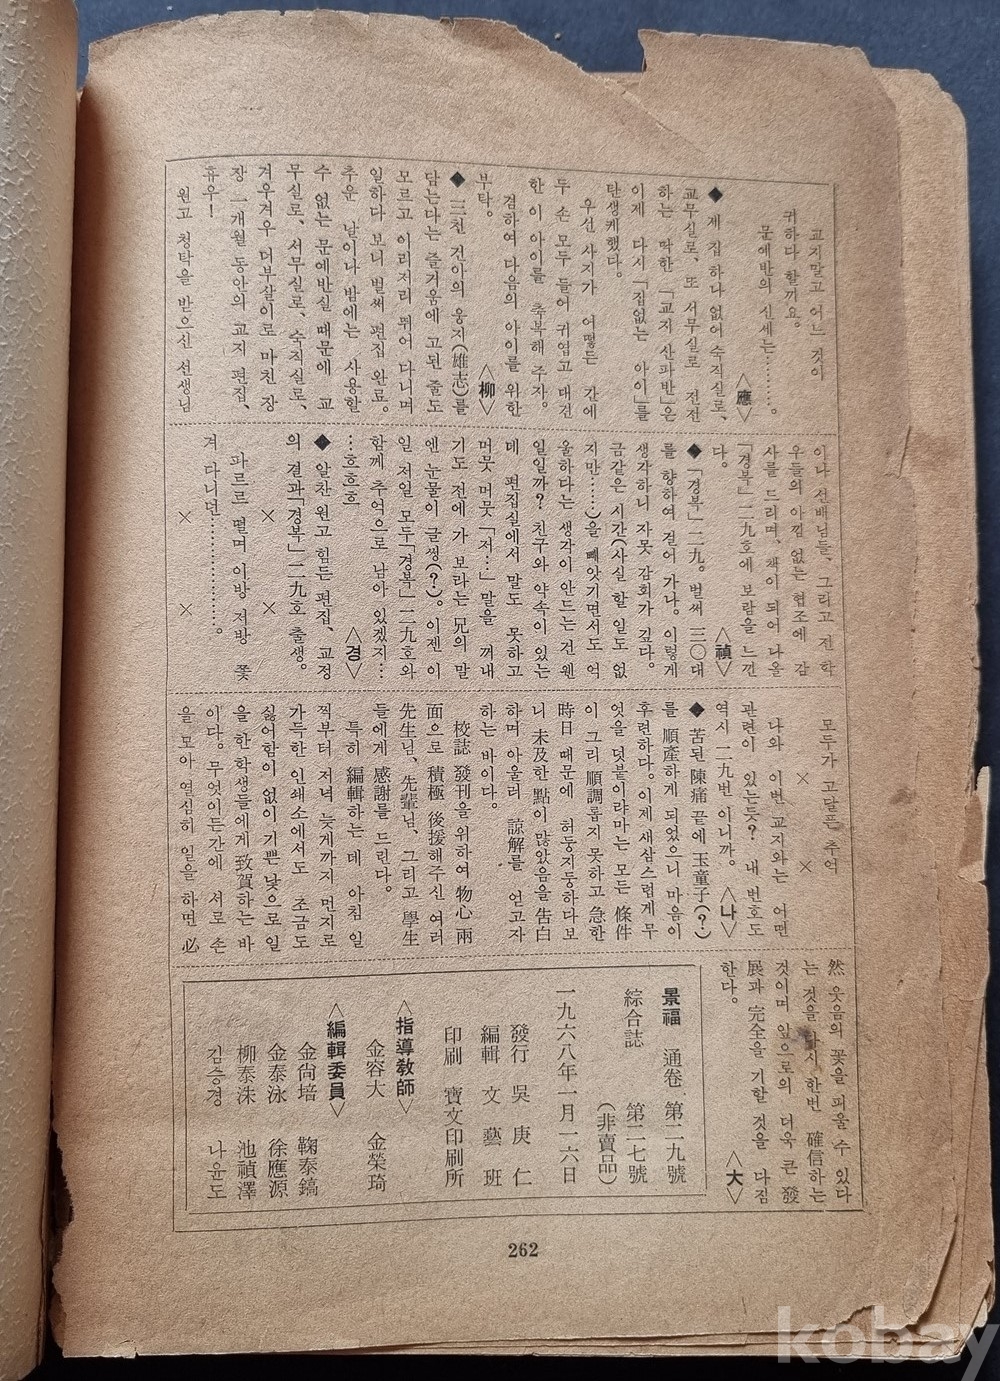 교지말고 어느 것이
귀하다 할까요.
문예반의 신세는…………。
<應>
◆ 제 집 하나 없어 숙직실로、
교무실로、또 서무실로 전전
하는 딱한 「교지 산파반」은
이게 다시 「집없는 아이」를
탄생케했다。
우선 사지가 어떻든 간에
두 손 모두 들어 귀엽고 대견
한 이 아이를 축복해 주자。
겸하여 다음의 아이를 위한
부탁。
<柳>
◆ 三천 건아의 웅지(雄志)를
담는다는 즐거움에 고된 줄도
모르고 이리저리 뛰어 다니며
일하다 보니 벌써 편집 완료。
추운 날이나 밤에는 사용할
수 없는 문예반실 때문에 교
무실로、서무실로、숙직실로、
겨우겨우 더부살이로 마친 장
장 一개월 동안의 교지 편집、
휴우!
원고 청탁을 받으신 선생님
이나 선배님들、그리고 전 학
우들의 아낌 없는 협조에 감
사를 드리며、책이 되어 나올
「경복」二九호에 보람을 느낀
다。
<禎>
◆「경복」二九。벌써 三〇대
를 향하여 걸어 가나。이렇게
생각하니 자못 감회가 깊다。
금같은 시간(사실 할 일도 없
지만……)을 빼앗기면서도 억
울하다는 생각이 안드는 건 웬
일일까? 친구와 약속이 있는
데 편집실에서 말도 못하고
머뭇 머뭇「저…」말을 꺼내
기도 전에 가 보라는 兄의 말
엔 눈물이 글썽(?)。이젠 이
일 저일 모두「경복」二九호와
함께 추억으로 남아 있겠지…
…흐흐흐
<경>
◆ 알찬 원고 힘든 편집、교정
의 결과「경복」二九호 출생。
× ×
파르르 떨며 이방 저방 쫓
겨 다니던………………。
× ×
모두가 고달픈 추억
× ×
나와 이번 교지와는 어떤
관련이 있는듯? 내 번호도
역시 二九번 이니까。 <나>
◆ 苦된 陳痛 끝에 玉童子(?)
를 順產하게 되었으니 마음이
후련하다。이제 새삼스럽게 무
엇을 덧붙이랴마는 모든 條件
이 그리 順調롭지 못하고 急한
時日 때문에 허둥지둥하다보
니 未及한 點이 많았음을 告白
하며 아울러 諒解를 얻고자
하는 바이다。
校誌 發刊을 위하여 物心 兩
面으로 積極 後援해주신 여러
先生님、先輩님、그리고 學生
들에게 感謝를 드린다。
특히 編輯하는 데 아침 일
찍부터 저녁 늦게까지 먼지로
가득한 인쇄소에서도 조금도
싫어함이 없이 기쁜 낯으로 일
을 한 학생들에게 致賀하는 바
이다。무엇이든간에 서로 손
을 모아 열심히 일을 하면 必
然 웃음의 꽃을 피울 수 있다
는 것을 다시 한번 確信하는
것이며 앞으로의 더욱 큰 發
展과 完全을 기할 것을 다짐
한다。
<大>
景福 通卷 第二九號
綜合誌 第二七號
(非賣品)
一九六八年一月一六日
發行 吳庚仁
編輯 文藝班
印刷 寶文印刷所
<指導教師>
金容大 金榮琦
<編輯委員>
金尙培 鞠泰鎬
金泰泳 徐應源
柳泰洙 池禎澤
김승경 나윤도
262
kobay